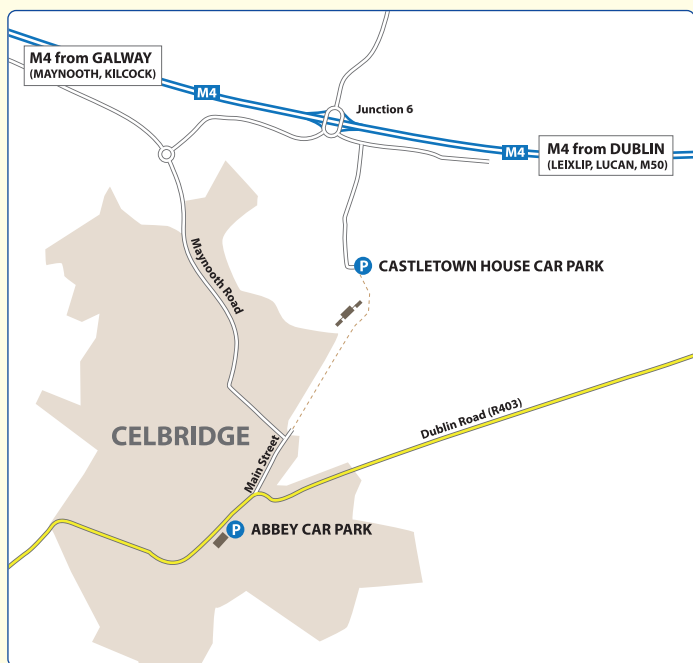 M4 from GALWAY
(MAYNOOTH, KILCOCK)
M4
Junction 6
M4
M4 from DUBLIN
(LEIXLIP, LUCAN, M50)
Maynooth Road
P
CASTLETOWN HOUSE CAR PARK
Dublin Road (R403)
CELBRIDGE
Main Street
P
ABBEY CAR PARK